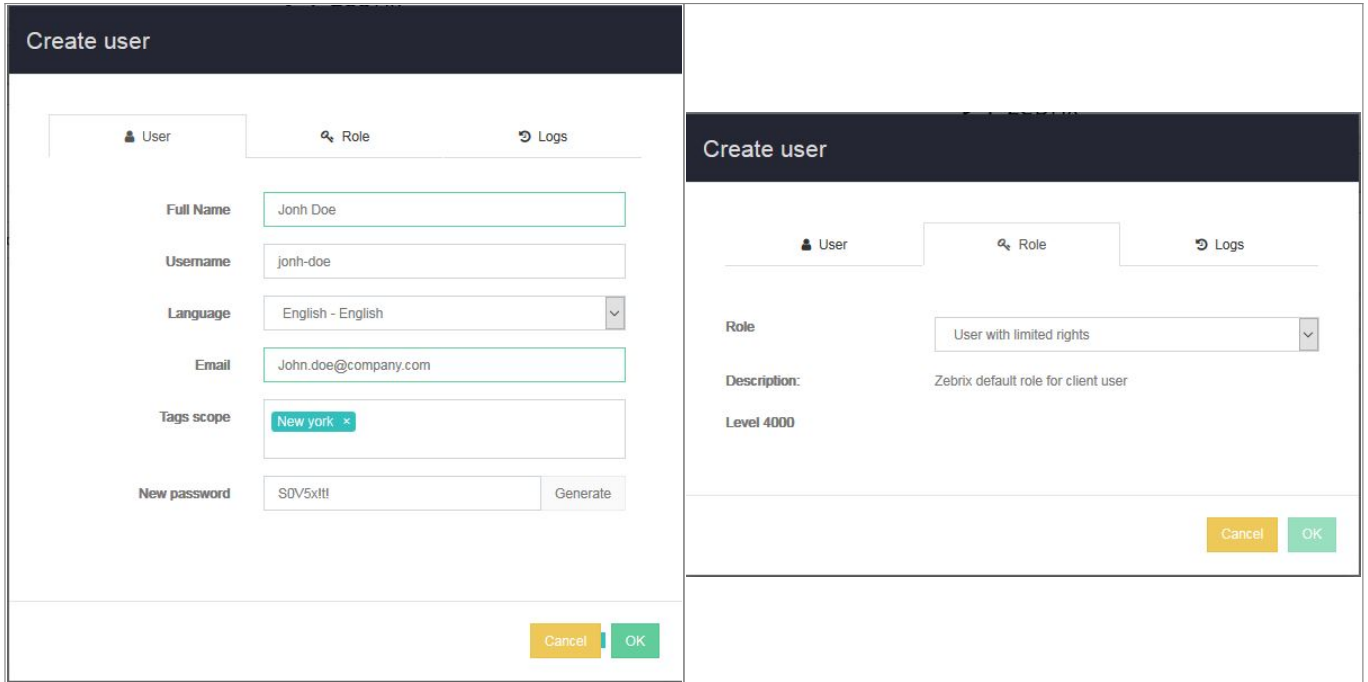 Create user
User
Role
Logs
Full Name Jonh Doe
Username jonh-doe
Language English - English
Email John.doe@company.com
Tags scope New york ×
New password S0V5x!t! Generate
Cancel OK
Create user
User
Role
Logs
Role User with limited rights
Description: Zebrix default role for client user
Level 4000
Cancel OK